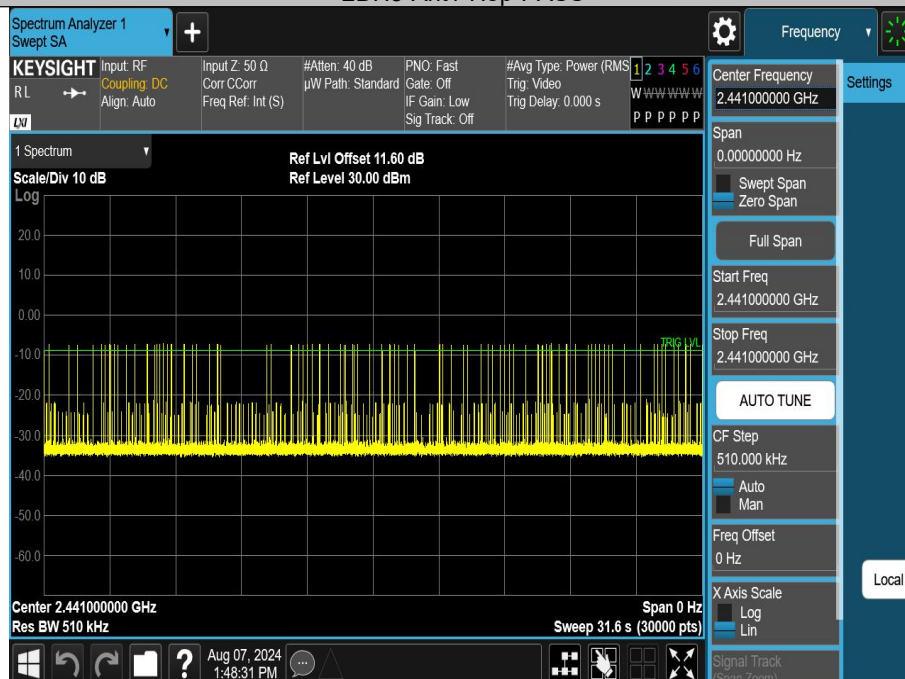 Spectrum Analyzer 1
Swept SA
+
Frequency
KEYSIGHT
RL
LXI
Input: RF
Coupling: DC
Align: Auto
Input Z: 50 Ω
Corr CCorr
Freq Ref: Int (S)
#Atten: 40 dB
µW Path: Standard
PNO: Fast
Gate: Off
IF Gain: Low
Sig Track: Off
#Avg Type: Power (RMS
Trig: Video
Trig Delay: 0.000 s
1 2 3 4 5 6
W W W W W W
P P P P P P
1 Spectrum
Scale/Div 10 dB
Log
Ref Lvl Offset 11.60 dB
Ref Level 30.00 dBm
20.0
10.0
0.00
-10.0
-20.0
-30.0
-40.0
-50.0
-60.0
TRIG LVL
Center 2.441000000 GHz
Res BW 510 kHz
Span 0 Hz
Sweep 31.6 s (30000 pts)
Center Frequency
2.441000000 GHz
Settings
Span
0.00000000 Hz
Swept Span
Zero Span
Full Span
Start Freq
2.441000000 GHz
Stop Freq
2.441000000 GHz
AUTO TUNE
CF Step
510.000 kHz
Auto
Man
Freq Offset
0 Hz
X Axis Scale
Log
Lin
Signal Track
(Span Zoom)
Local
?
Aug 07, 2024
1:48:31 PM